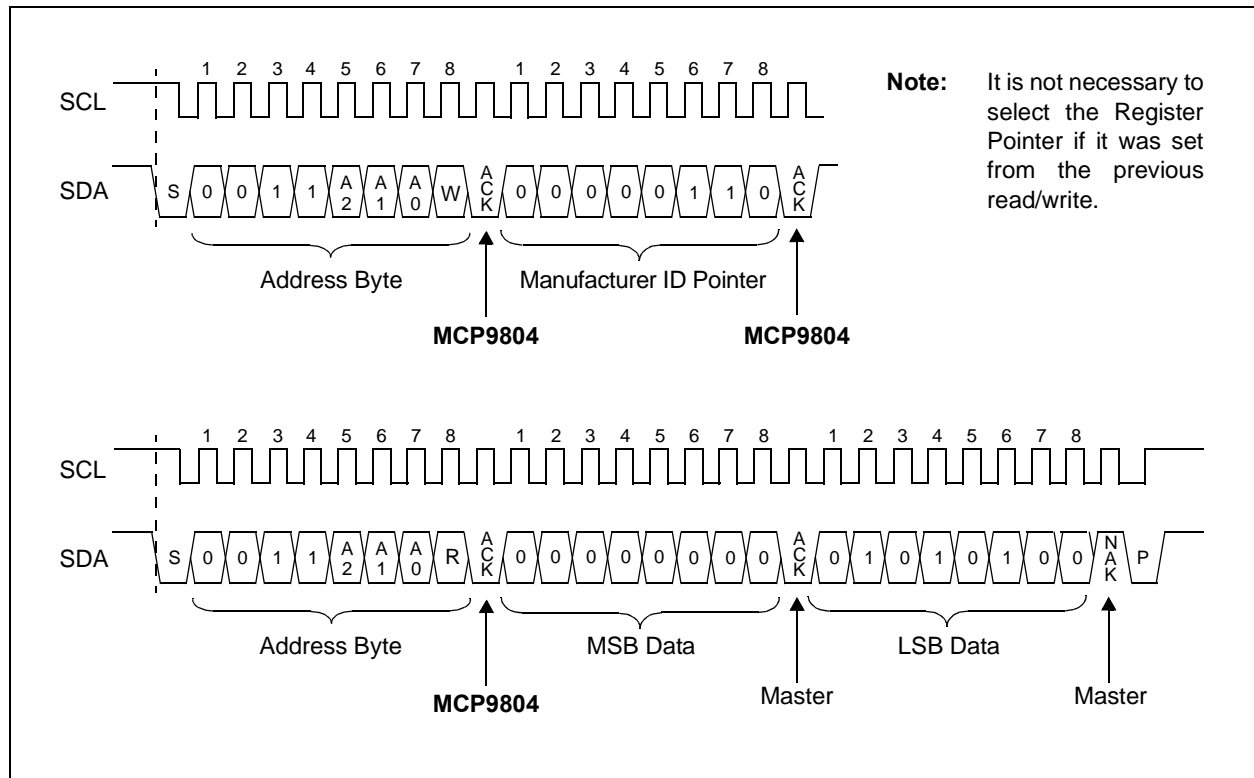 1 2 3 4 5 6 7 8 1 2 3 4 5 6 7 8
SCL
SDA
S 0 0 1 1 A2 A1 A0 W ACK 0 0 0 0 0 1 1 0 ACK
Address Byte Manufacturer ID Pointer
MCP9804 MCP9804
Note: It is not necessary to
select the Register
Pointer if it was set
from the previous
read/write.
1 2 3 4 5 6 7 8 1 2 3 4 5 6 7 8 1 2 3 4 5 6 7 8
SCL
SDA
S 0 0 1 1 A2 A1 A0 R ACK 0 0 0 0 0 0 0 0 ACK 0 1 0 1 0 1 0 0 NAK P
Address Byte MSB Data LSB Data
MCP9804 Master Master